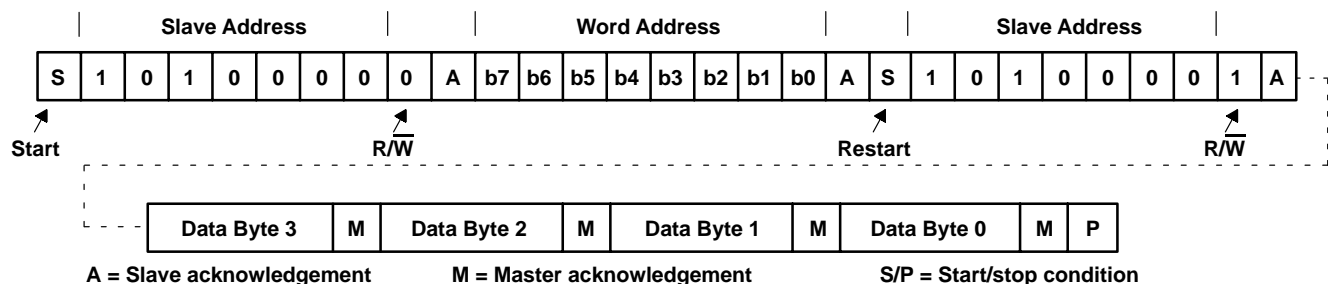 Slave Address Word Address Slave Address
S 1 0 1 0 0 0 0 0 A b7 b6 b5 b4 b3 b2 b1 b0 A S 1 0 1 0 0 0 0 1 A
Start R/W̅ Restart R/W̅
Data Byte 3 M Data Byte 2 M Data Byte 1 M Data Byte 0 M P
A = Slave acknowledgement M = Master acknowledgement S/P = Start/stop condition